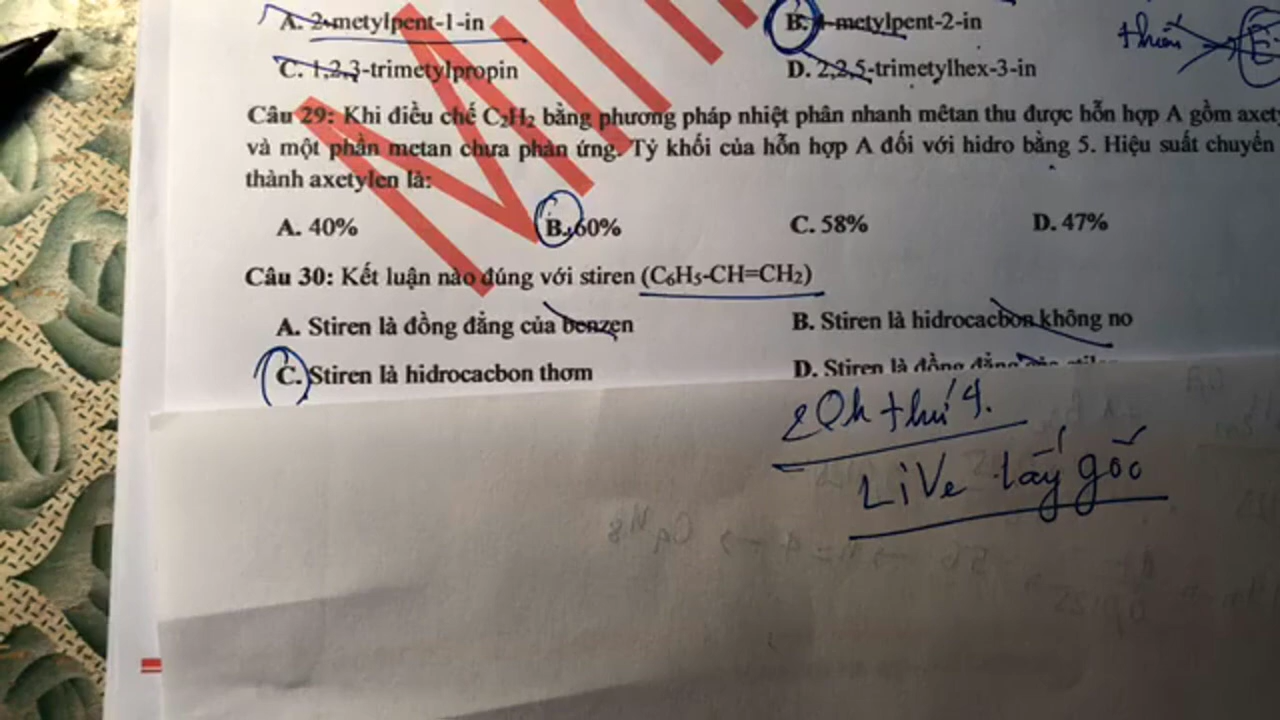 A. 2-metylpent-1-in B. 4-metylpent-2-in
thiếu
C. 1,2,3-trimetylpropin D. 2,2,5-trimetylhex-3-in
Câu 29: Khi điều chế C₂H₂ bằng phương pháp nhiệt phân nhanh mêtan thu được hỗn hợp A gồm axety
và một phần metan chưa phản ứng. Tỷ khối của hỗn hợp A đối với hidro bằng 5. Hiệu suất chuyển
thành axetylen là:
A. 40% B. 60% C. 58% D. 47%
Câu 30: Kết luận nào đúng với stiren (C₆H₅-CH=CH₂)
A. Stiren là đồng đẳng của benzen B. Stiren là hidrocacbon không no
C. Stiren là hidrocacbon thơm D. Stiren là đồng đẳng
20h thứ 4.
LiVe lấy gốc